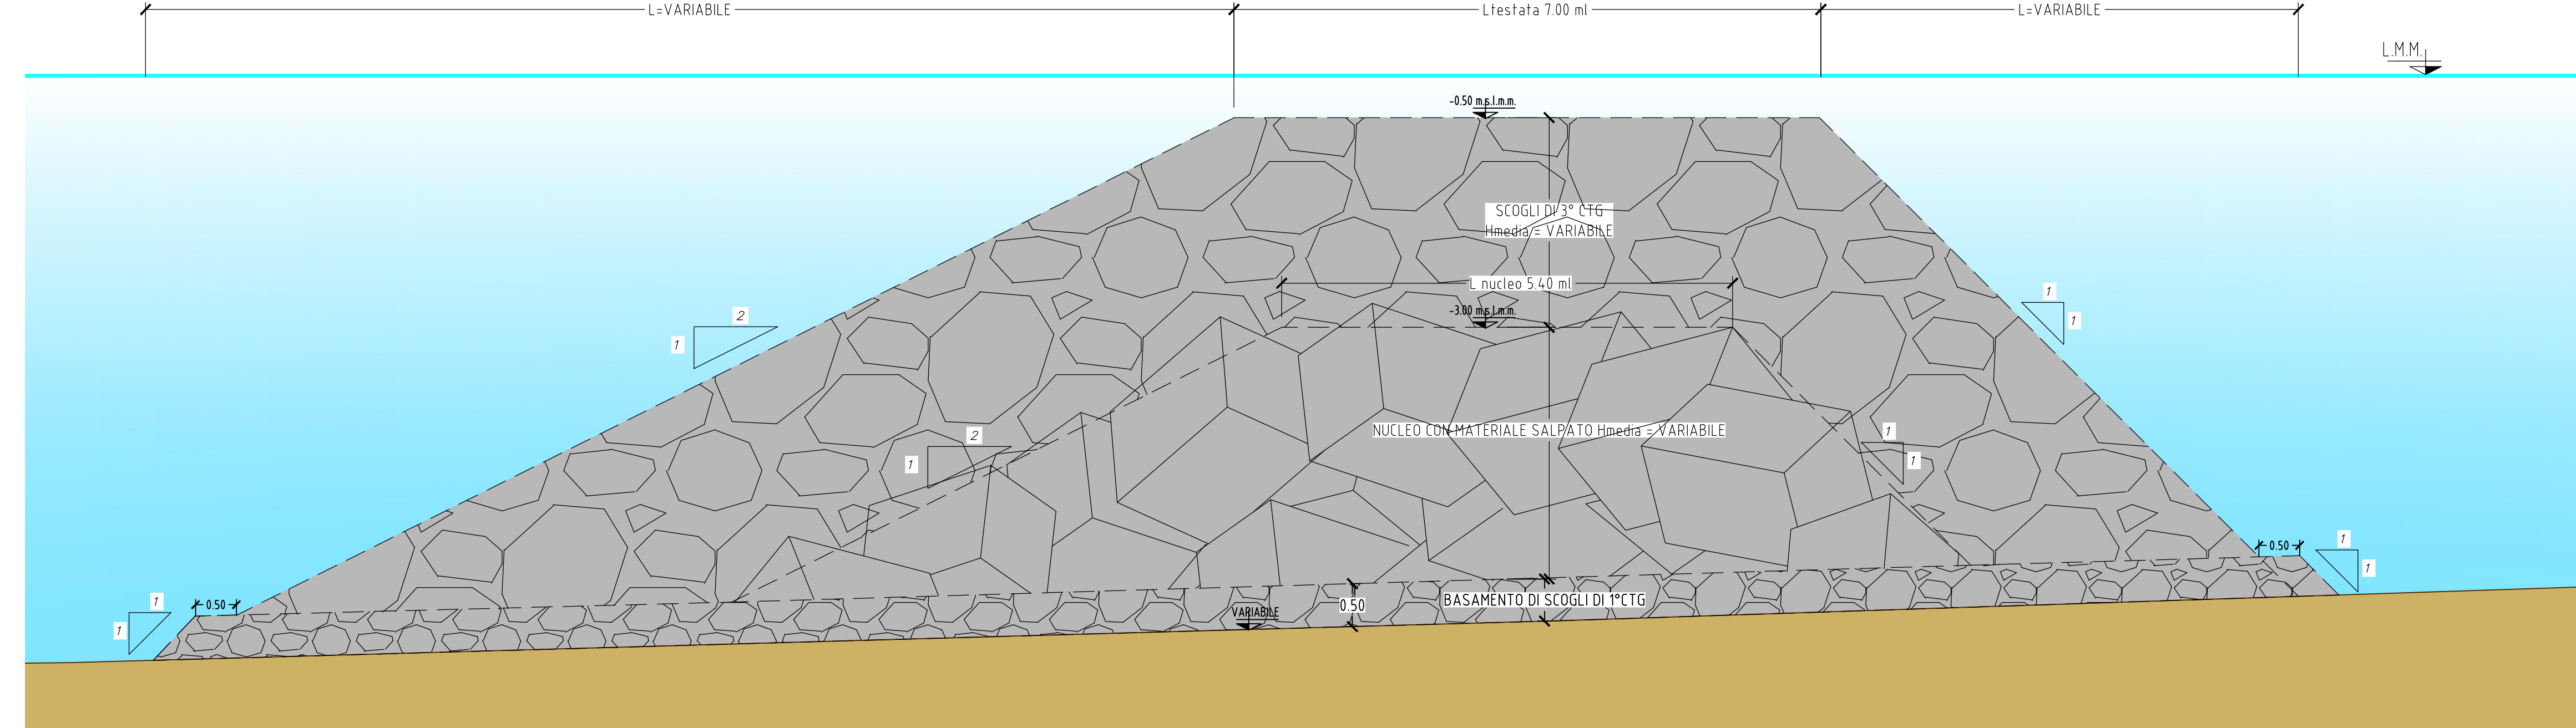 L=VARIABILE
Ltestata 7.00 ml
L=VARIABILE
L.M.M.
-0.50 m.s.l.m.m.
SCOGLI DI 3° CTG
Hmedia = VARIABILE
L nucleo 5.40 ml
-3.00 m.s.l.m.m.
2
1
1
1
NUCLEO CON MATERIALE SALPATO Hmedia = VARIABILE
2
1
1
1
0.50
1
1
0.50
1
1
VARIABILE
0.50
BASAMENTO DI SCOGLI DI 1°CTG